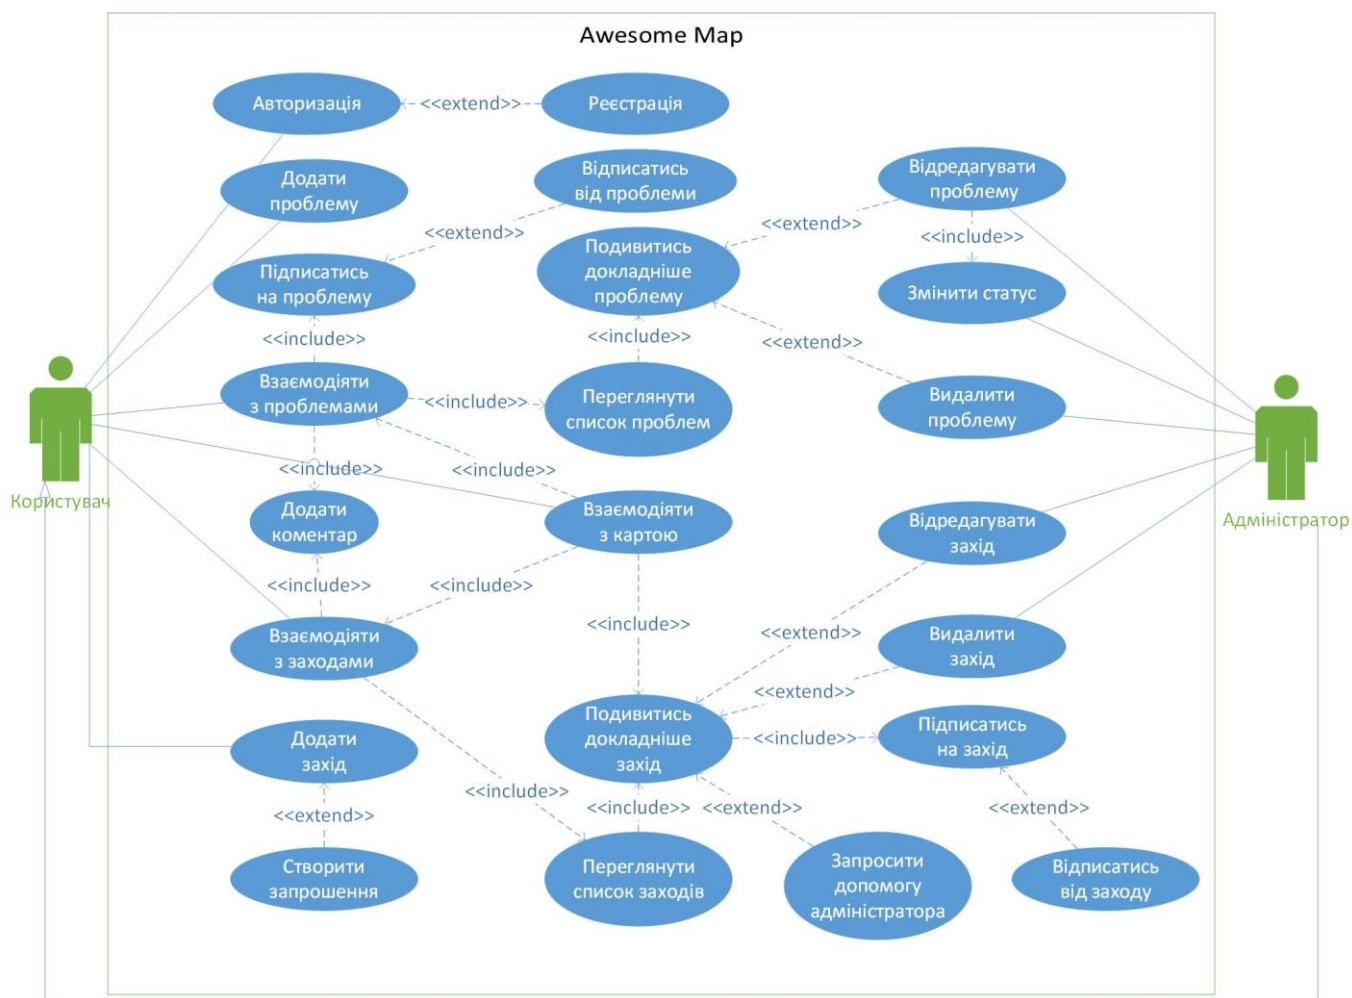 Awesome Map
Авторизація
<<extend>>
Реєстрація
Додати
проблему
Відписатись
від проблеми
Відредагувати
проблему
<<extend>>
<<extend>>
<<include>>
Підписатись
на проблему
Подивитись
докладніше
проблему
Змінити статус
<<include>>
<<include>>
<<extend>>
Взаємодіяти
з проблемами
<<include>>
Переглянути
список проблем
Видалити
проблему
<<include>>
<<include>>
Користувач
Адміністратор
Додати
коментар
Взаємодіяти
з картою
Відредагувати
захід
<<include>>
<<include>>
<<include>>
<<extend>>
Взаємодіяти
з заходами
Видалити
захід
<<extend>>
Додати
захід
Подивитись
докладніше
захід
<<include>>
Підписатись
на захід
<<include>>
<<extend>>
<<include>>
<<extend>>
<<extend>>
Створити
запрошення
Переглянути
список заходів
Запросити
допомогу
адміністратора
Відписатись
від заходу